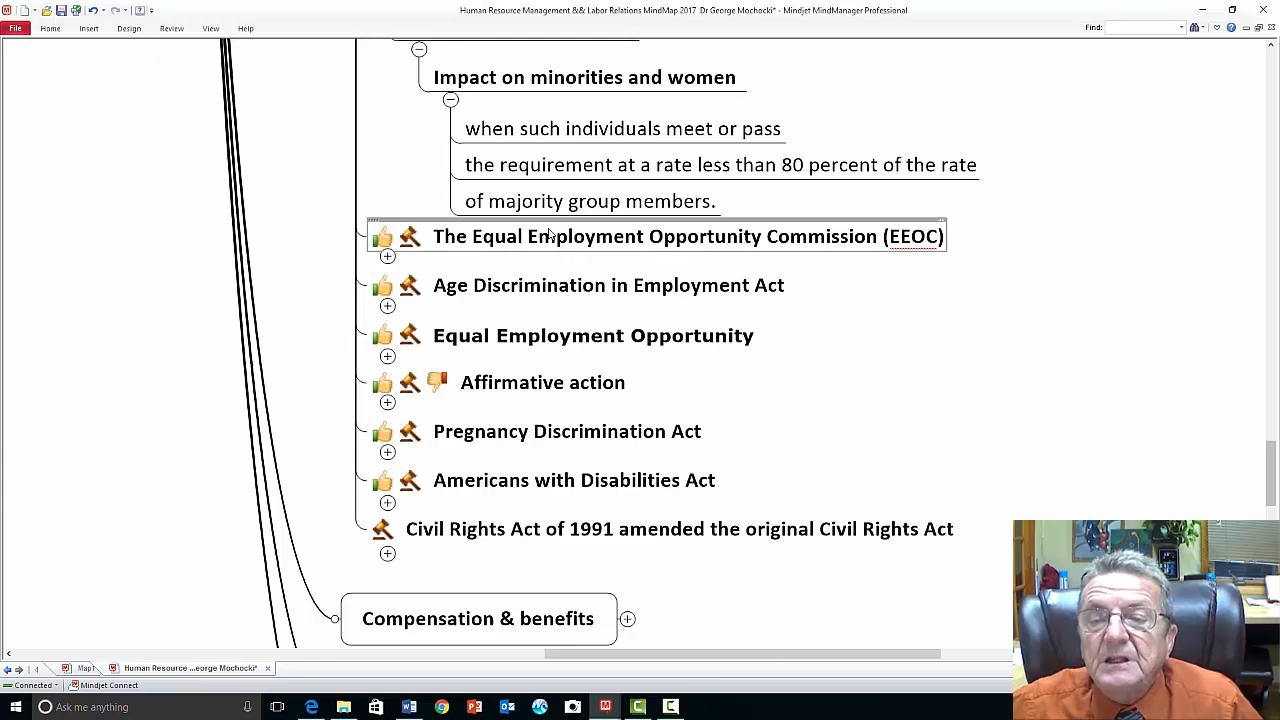 Human Resource Management && Labor Relations MindMap 2017 Dr George Mochocki* - Mindjet MindManager Professional
File Home Insert Design Review View Help
Find:
Impact on minorities and women
when such individuals meet or pass
the requirement at a rate less than 80 percent of the rate
of majority group members.
The Equal Employment Opportunity Commission (EEOC)
Age Discrimination in Employment Act
Equal Employment Opportunity
Affirmative action
Pregnancy Discrimination Act
Americans with Disabilities Act
Civil Rights Act of 1991 amended the original Civil Rights Act
Compensation & benefits
Map1 Human Resource ...eorge Mochocki*
Connected Mindjet Connect
Ask me anything